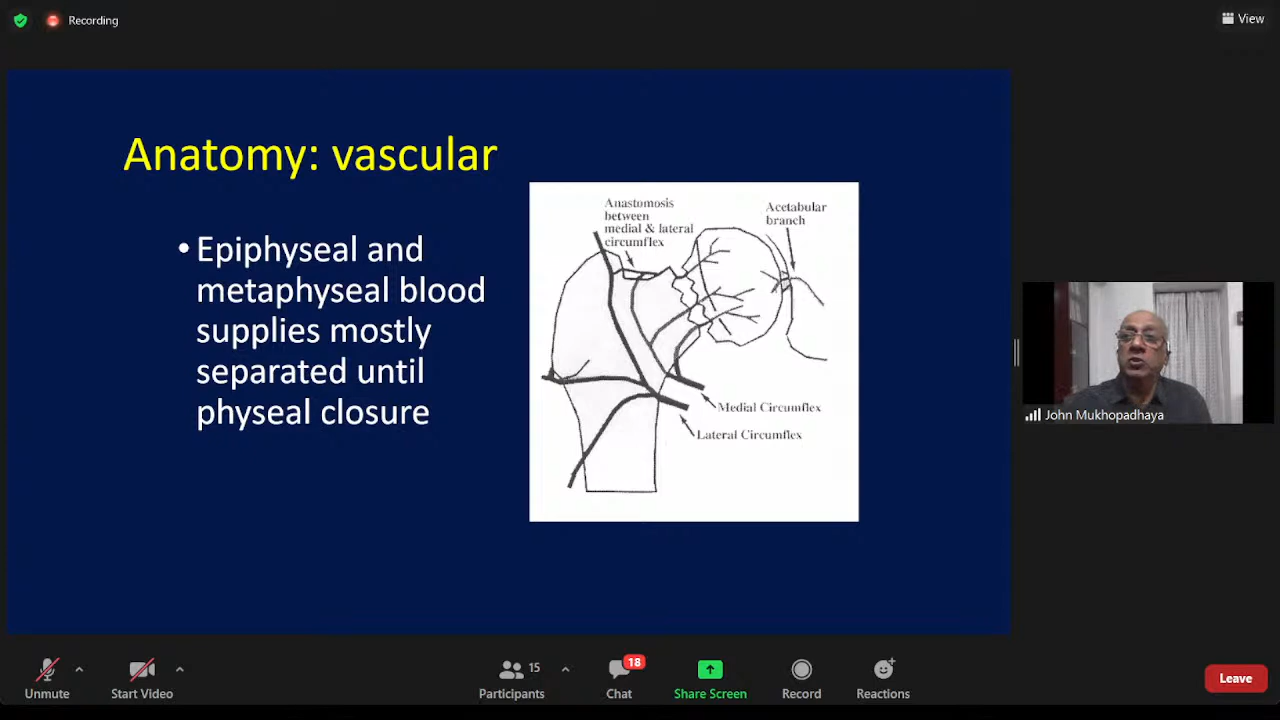 Recording
View
Anatomy: vascular
• Epiphyseal and
metaphyseal blood
supplies mostly
separated until
physeal closure
Anastomosis
between
medial & lateral
circumflex
Acetabular
branch
Medial Circumflex
Lateral Circumflex
John Mukhopadhaya
Unmute
Start Video
15
Participants
18
Chat
Share Screen
Record
Reactions
Leave